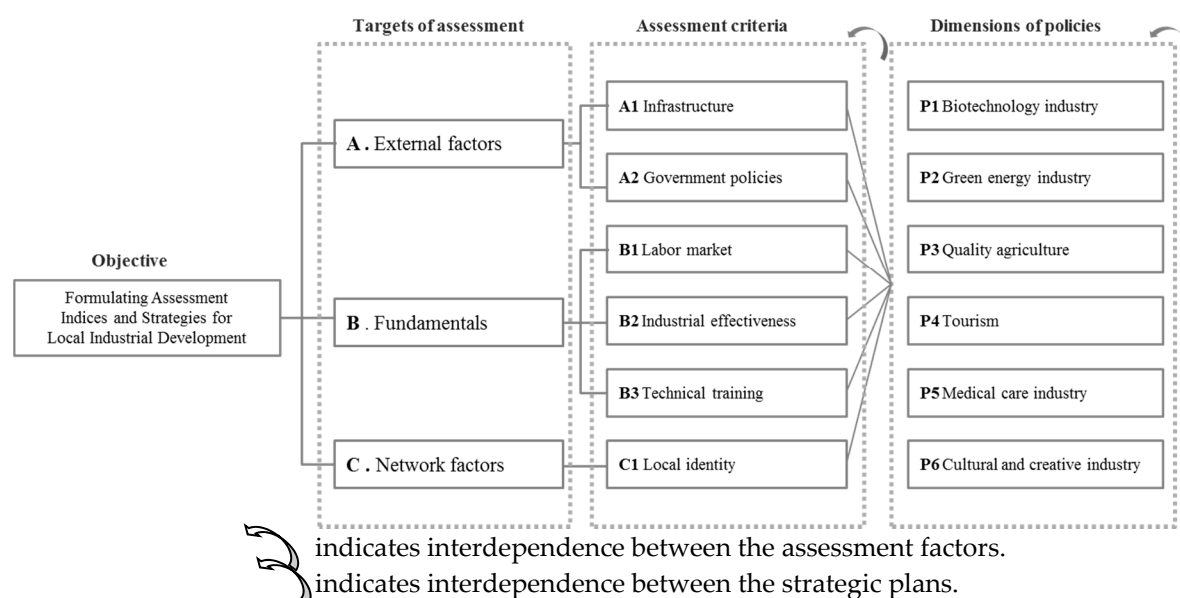 Targets of assessment
Assessment criteria
Dimensions of policies
Objective
Formulating Assessment
Indices and Strategies for
Local Industrial Development
A . External factors
B . Fundamentals
C . Network factors
A1 Infrastructure
A2 Government policies
B1 Labor market
B2 Industrial effectiveness
B3 Technical training
C1 Local identity
P1 Biotechnology industry
P2 Green energy industry
P3 Quality agriculture
P4 Tourism
P5 Medical care industry
P6 Cultural and creative industry
indicates interdependence between the assessment factors.
indicates interdependence between the strategic plans.